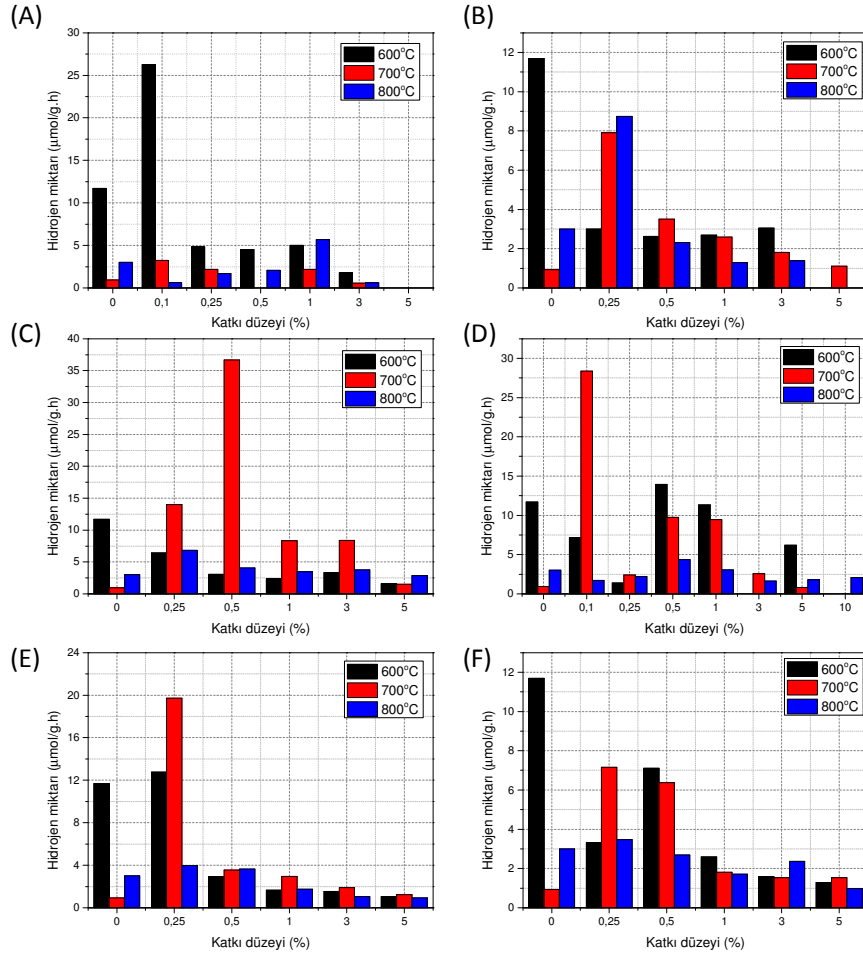 (A)
Hidrojen miktarı (µmol/g.h)
30
25
20
15
10
5
0
600°C
700°C
800°C
0 0,1 0,25 0,5 1 3 5
Katkı düzeyi (%)
(B)
Hidrojen miktarı (µmol/g.h)
12
10
8
6
4
2
0
600°C
700°C
800°C
0 0,25 0,5 1 3 5
Katkı düzeyi (%)
(C)
Hidrojen miktarı (µmol/g.h)
40
35
30
25
20
15
10
5
0
600°C
700°C
800°C
0 0,25 0,5 1 3 5
Katkı düzeyi (%)
(D)
Hidrojen miktarı (µmol/g.h)
30
25
20
15
10
5
0
600°C
700°C
800°C
0 0,1 0,25 0,5 1 3 5 10
Katkı düzeyi (%)
(E)
Hidrojen miktarı (µmol/g.h)
24
20
16
12
8
4
0
600°C
700°C
800°C
0 0,25 0,5 1 3 5
Katkı düzeyi (%)
(F)
Hidrojen miktarı (µmol/g.h)
12
10
8
6
4
2
0
600°C
700°C
800°C
0 0,25 0,5 1 3 5
Katkı düzeyi (%)